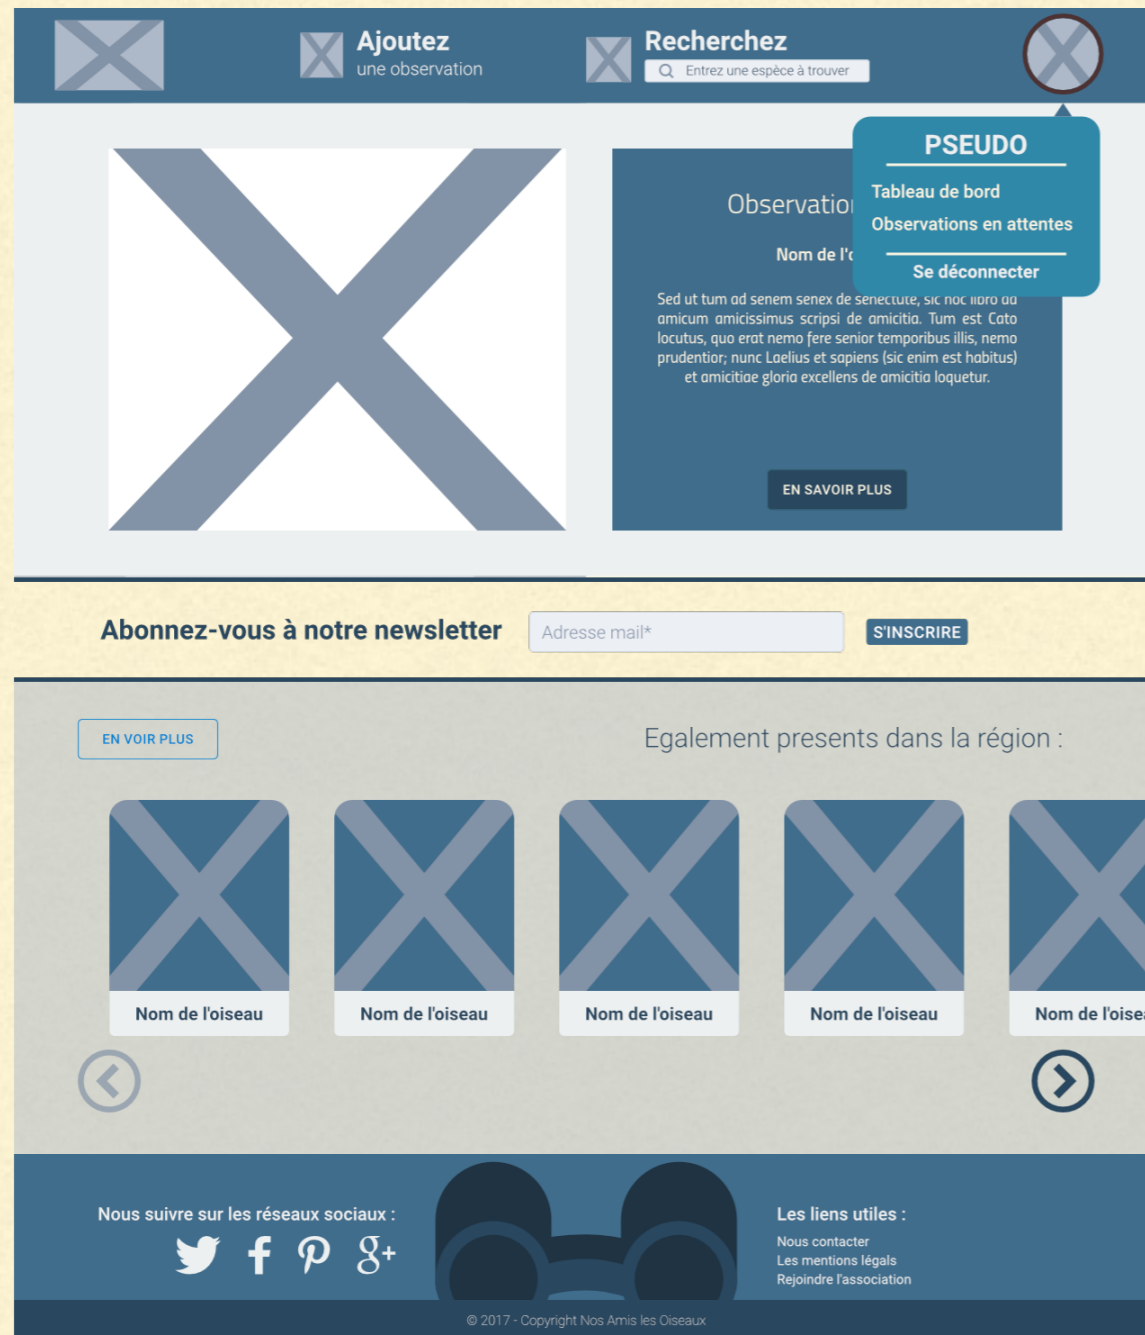 Ajoutez
une observation
Recherchez
Entrez une espèce à trouver
PSEUDO
Tableau de bord
Observations en attentes
Se déconnecter
Nom de
Sed ut tum ad senem senex de senectute, sic hoc libro ad
amicum amicissimus scripsi de amicitia. Tum est Cato
locutus, quo erat nemo fere senior temporibus illis, nemo
prudentior; nunc Laelius et sapiens (sic enim est habitus)
et amicitiae gloria excellens de amicitia loquetur.
EN SAVOIR PLUS
Abonnez-vous à notre newsletter
Adresse mail*
S'INSCRIRE
EN VOIR PLUS
Egalement presents dans la région :
Nom de l'oiseau
Nom de l'oiseau
Nom de l'oiseau
Nom de l'oiseau
Nom de
Nous suivre sur les réseaux sociaux :
Les liens utiles :
Nous contacter
Les mentions légals
Rejoindre l'association
© 2017 - Copyright Nos Amis les Oiseaux